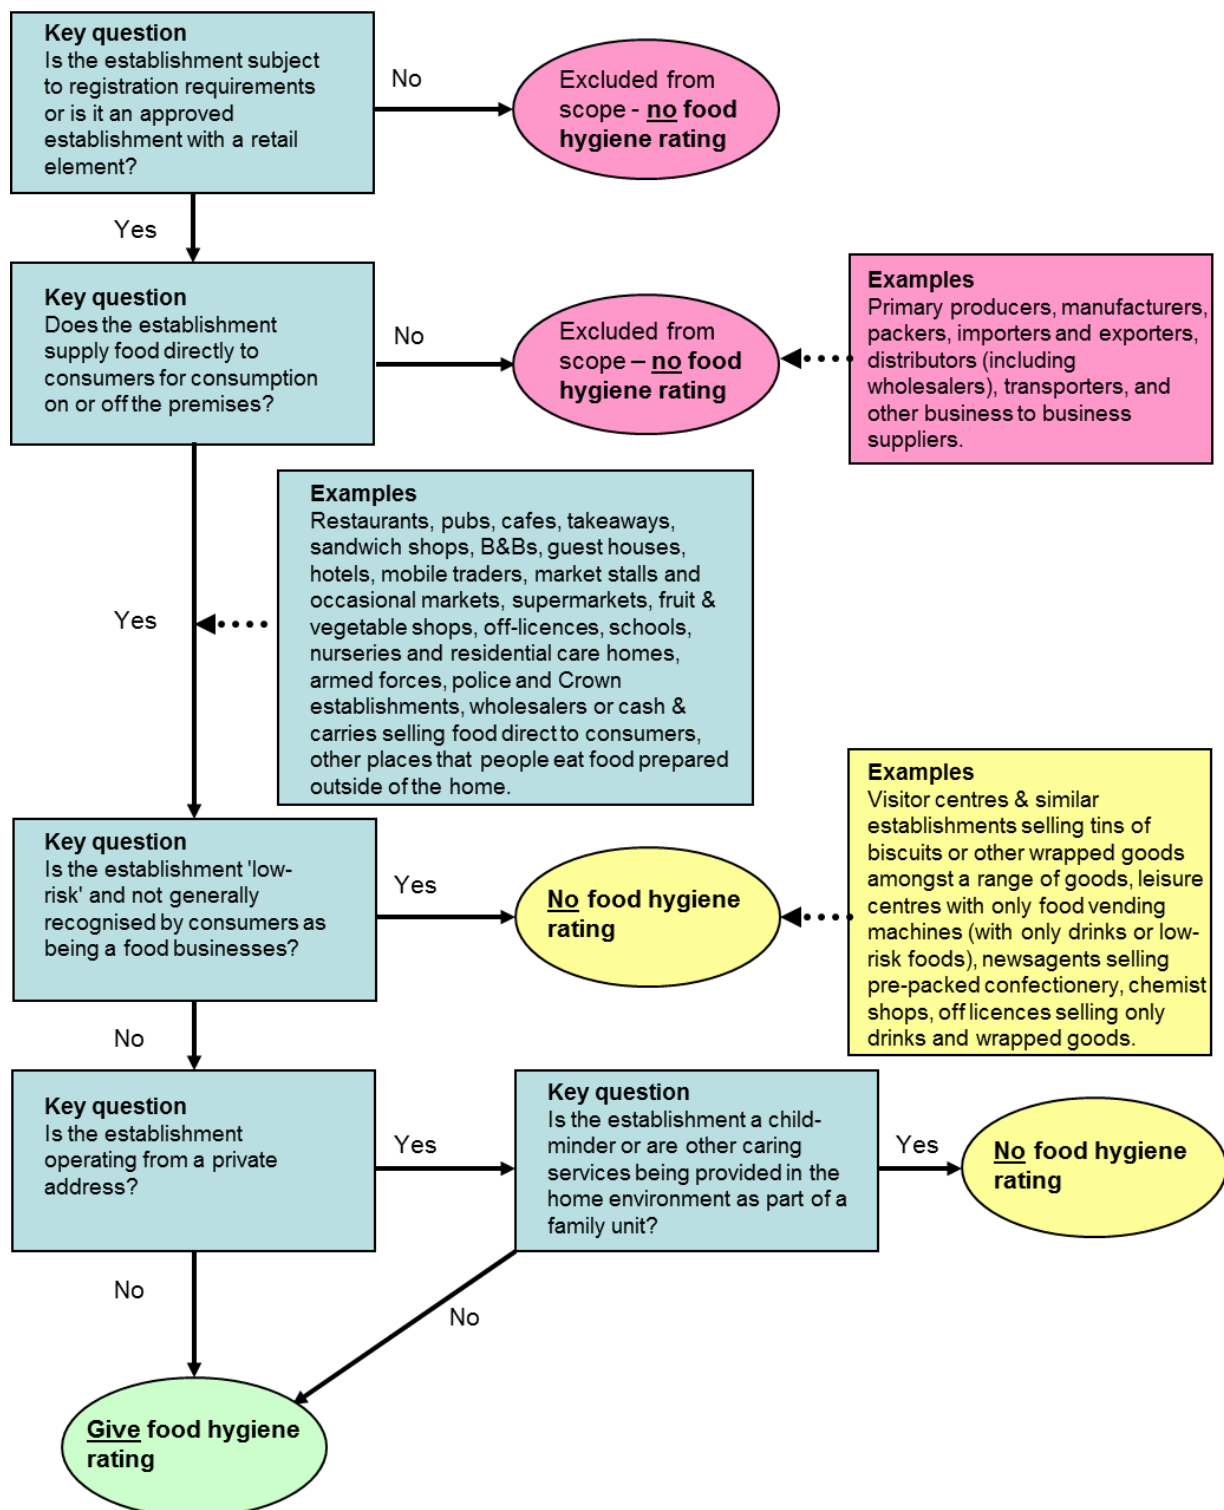 Key question
Is the establishment subject
to registration requirements
or is it an approved
establishment with a retail
element?
No
Excluded from
scope - no food
hygiene rating
Yes
Key question
Does the establishment
supply food directly to
consumers for consumption
on or off the premises?
No
Excluded from
scope – no food
hygiene rating
Examples
Primary producers, manufacturers,
packers, importers and exporters,
distributors (including
wholesalers), transporters, and
other business to business
suppliers.
Yes
Examples
Restaurants, pubs, cafes, takeaways,
sandwich shops, B&Bs, guest houses,
hotels, mobile traders, market stalls and
occasional markets, supermarkets, fruit &
vegetable shops, off-licences, schools,
nurseries and residential care homes,
armed forces, police and Crown
establishments, wholesalers or cash &
carries selling food direct to consumers,
other places that people eat food prepared
outside of the home.
Key question
Is the establishment 'low-
risk' and not generally
recognised by consumers as
being a food businesses?
Yes
No food hygiene
rating
Examples
Visitor centres & similar
establishments selling tins of
biscuits or other wrapped goods
amongst a range of goods, leisure
centres with only food vending
machines (with only drinks or low-
risk foods), newsagents selling
pre-packed confectionery, chemist
shops, off licences selling only
drinks and wrapped goods.
No
Key question
Is the establishment
operating from a private
address?
Yes
Key question
Is the establishment a child-
minder or are other caring
services being provided in the
home environment as part of a
family unit?
Yes
No food hygiene
rating
No
No
Give food hygiene
rating